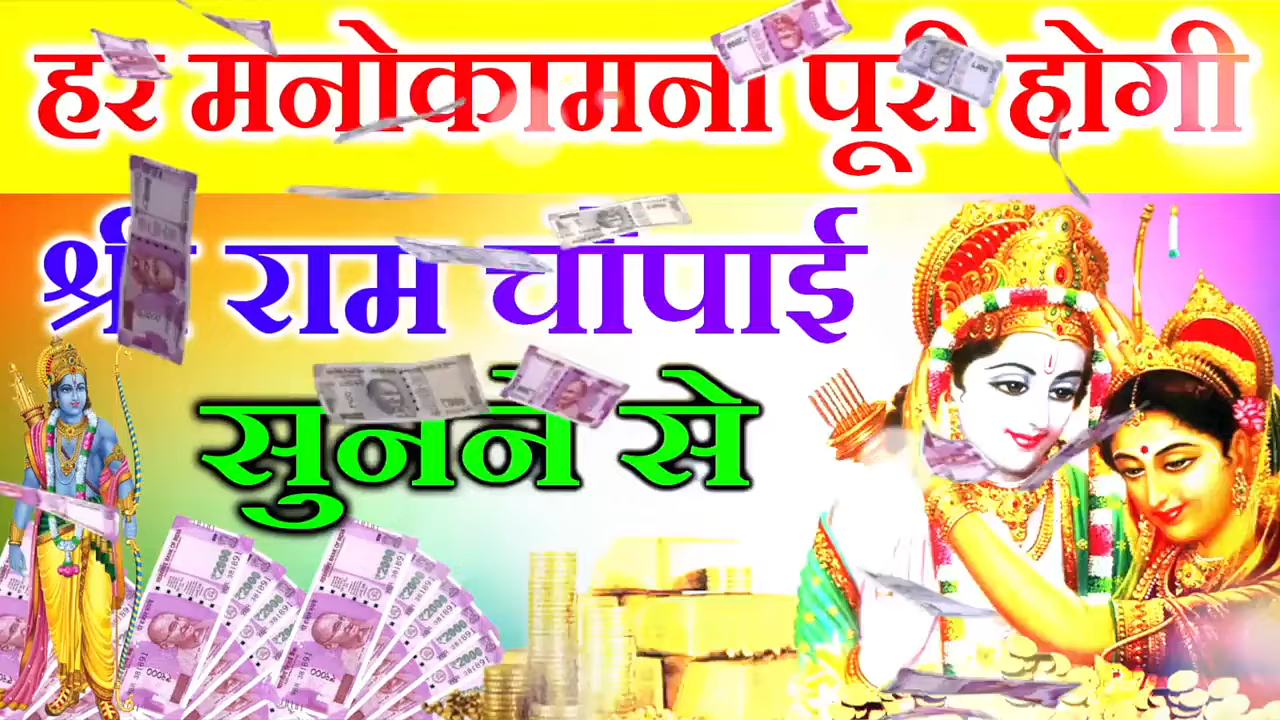 हर मनोकामना पूरी होगी
श्री राम चौपाई
सुनने से